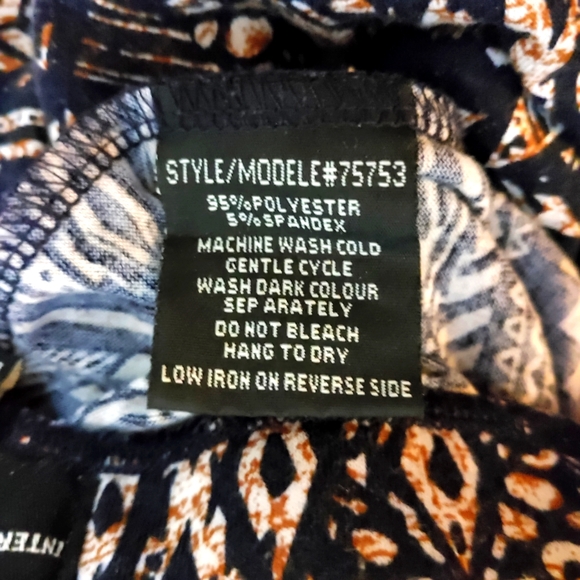 STYLE/MODELE#75753
95%POLYESTER
5%SPANDEX
MACHINE WASH COLD
GENTLE CYCLE
WASH DARK COLOUR
SEP ARATELY
DO NOT BLEACH
HANG TO DRY
LOW IRON ON REVERSE SIDE